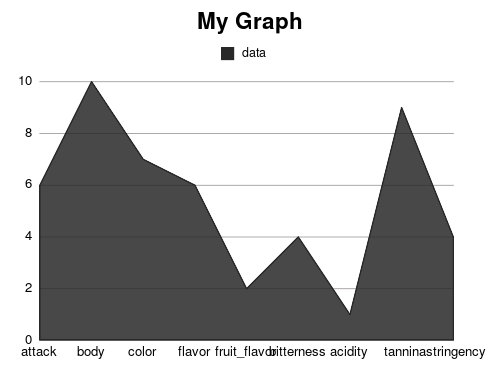 My Graph
data
10
8
6
4
2
0
attack body color flavor fruit_flavor bitterness acidity tannin astringency